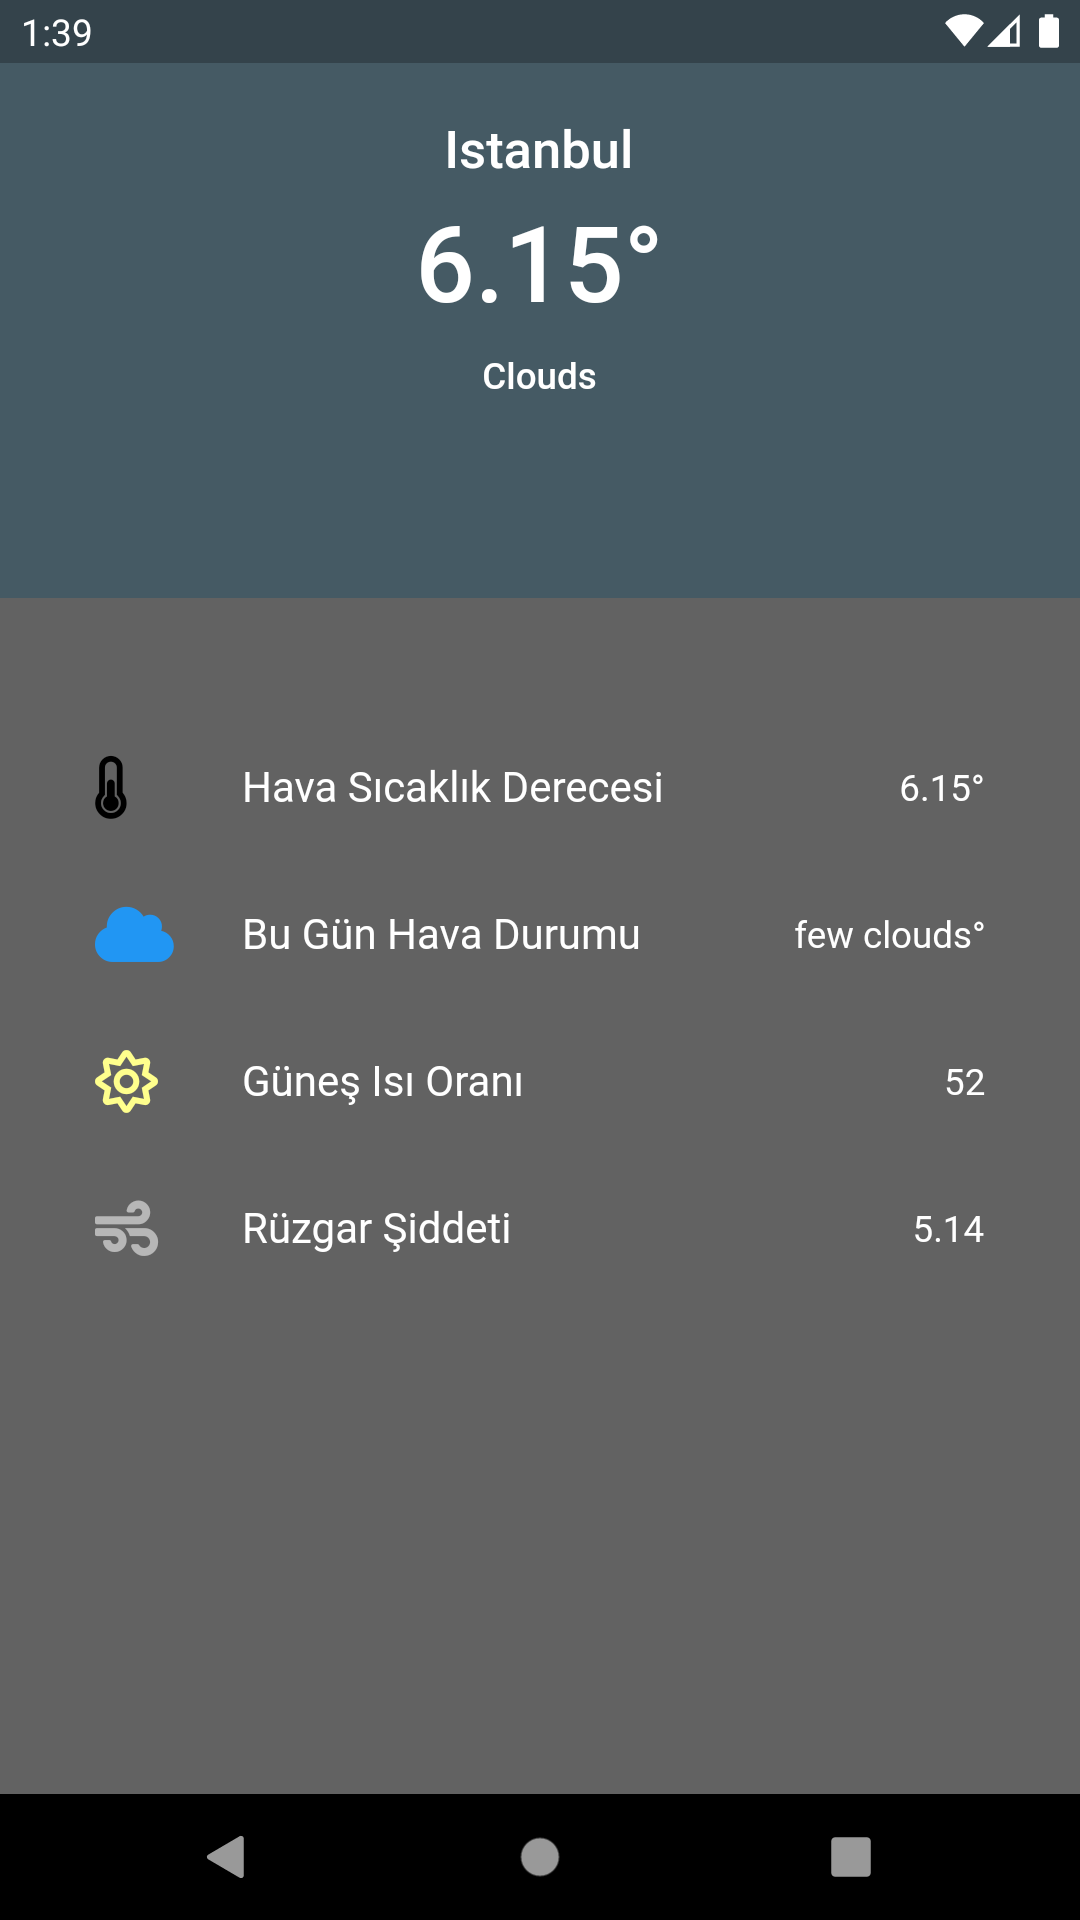 1:39
Istanbul
6.15°
Clouds
Hava Sıcaklık Derecesi 6.15°
Bu Gün Hava Durumu few clouds°
Güneş Isı Oranı 52
Rüzgar Şiddeti 5.14